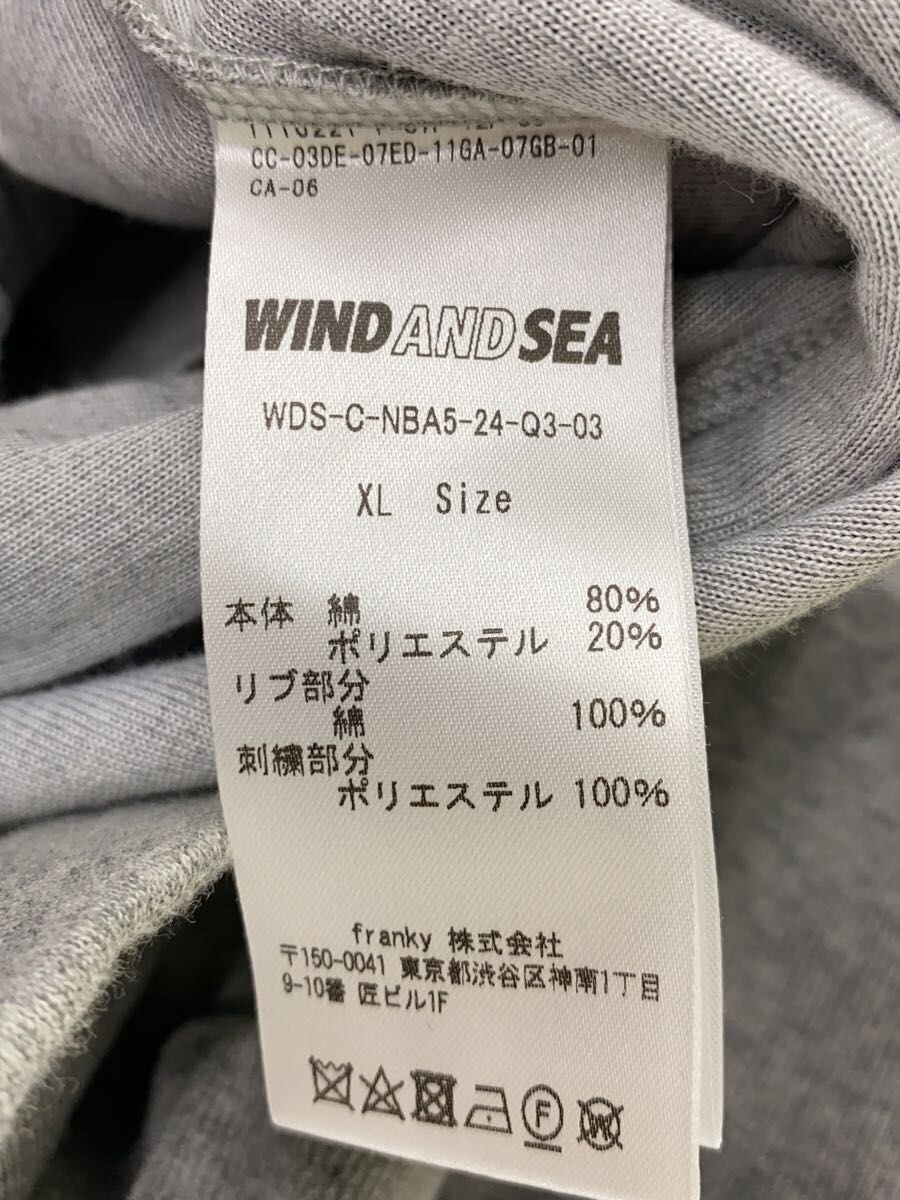 CC-03DE-07ED-11GA-07GB-01
CA-06
WIND AND SEA
WDS-C-NBA5-24-Q3-03
XL Size
本体 綿 80%
ポリエステル 20%
リブ部分
綿 100%
刺繍部分
ポリエステル 100%
franky 株式会社
〒150-0041 東京都渋谷区神南1丁目
9-10番 匠ビル1F
F
W